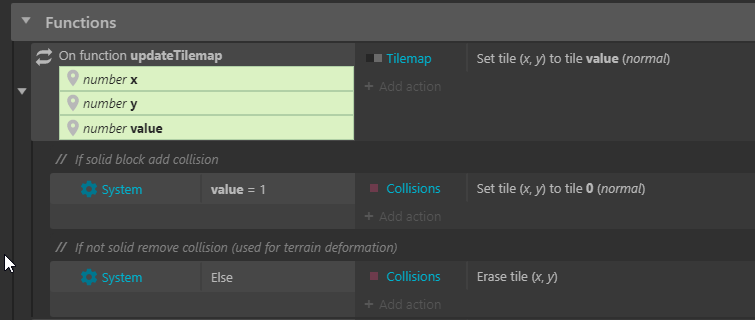 Functions
On function updateTilemap
Tilemap
Set tile (x, y) to tile value (normal)
number x
+ Add action
number y
number value
// If solid block add collision
System
value = 1
Collisions
Set tile (x, y) to tile 0 (normal)
+ Add action
// If not solid remove collision (used for terrain deformation)
System
Else
Collisions
Erase tile (x, y)
+ Add action